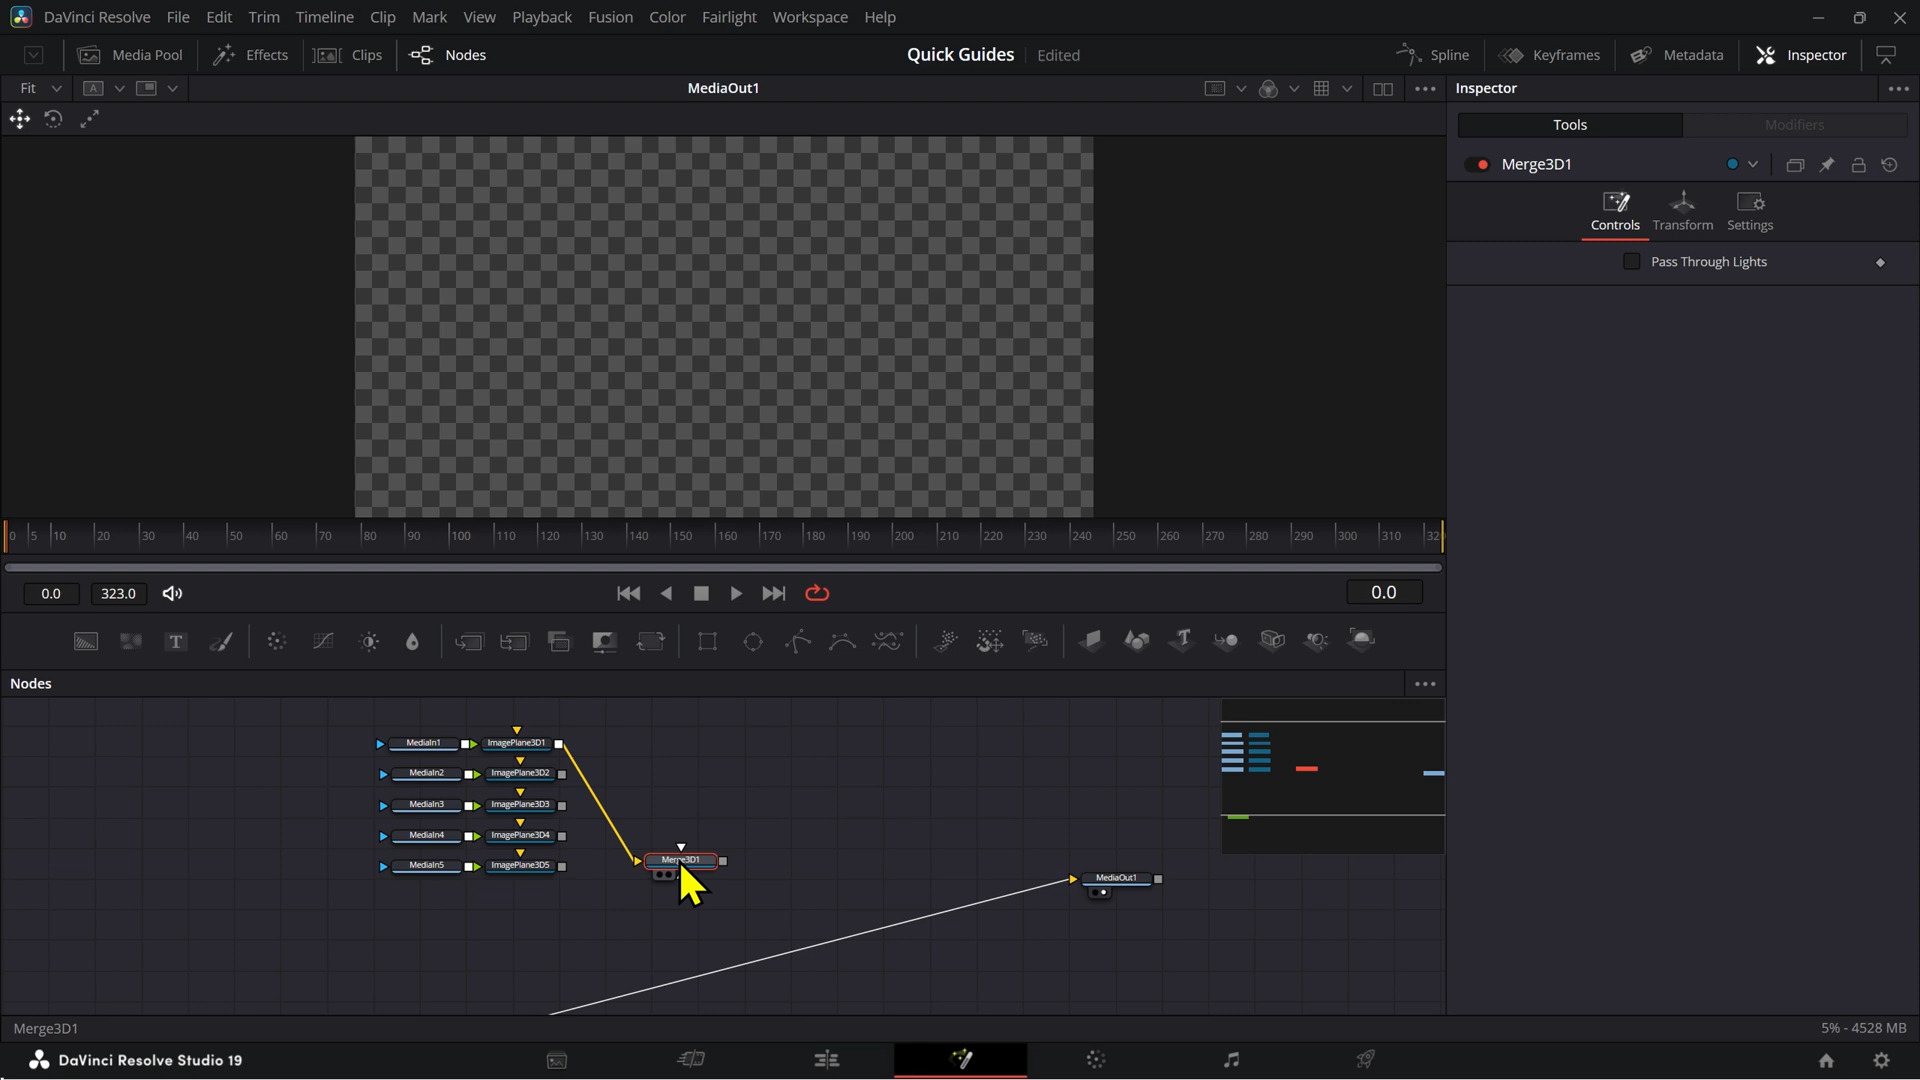 DaVinci Resolve File Edit Trim Timeline Clip Mark View Playback Fusion Color Fairlight Workspace Help
Media Pool Effects Clips Nodes Quick Guides Edited Spline Keyframes Metadata Inspector
Fit A MediaOut1 Inspector
Tools Modifiers
Merge3D1
Controls Transform Settings
Pass Through Lights
0 5 10 20 30 40 50 60 70 80 90 100 110 120 130 140 150 160 170 180 190 200 210 220 230 240 250 260 270 280 290 300 310 32
0.0 323.0 0.0
Nodes
MediaIn1 ImagePlane3D1
MediaIn2 ImagePlane3D2
MediaIn3 ImagePlane3D3
MediaIn4 ImagePlane3D4
MediaIn5 ImagePlane3D5
Merge3D1
MediaOut1
Merge3D1 5% - 4528 MB
DaVinci Resolve Studio 19